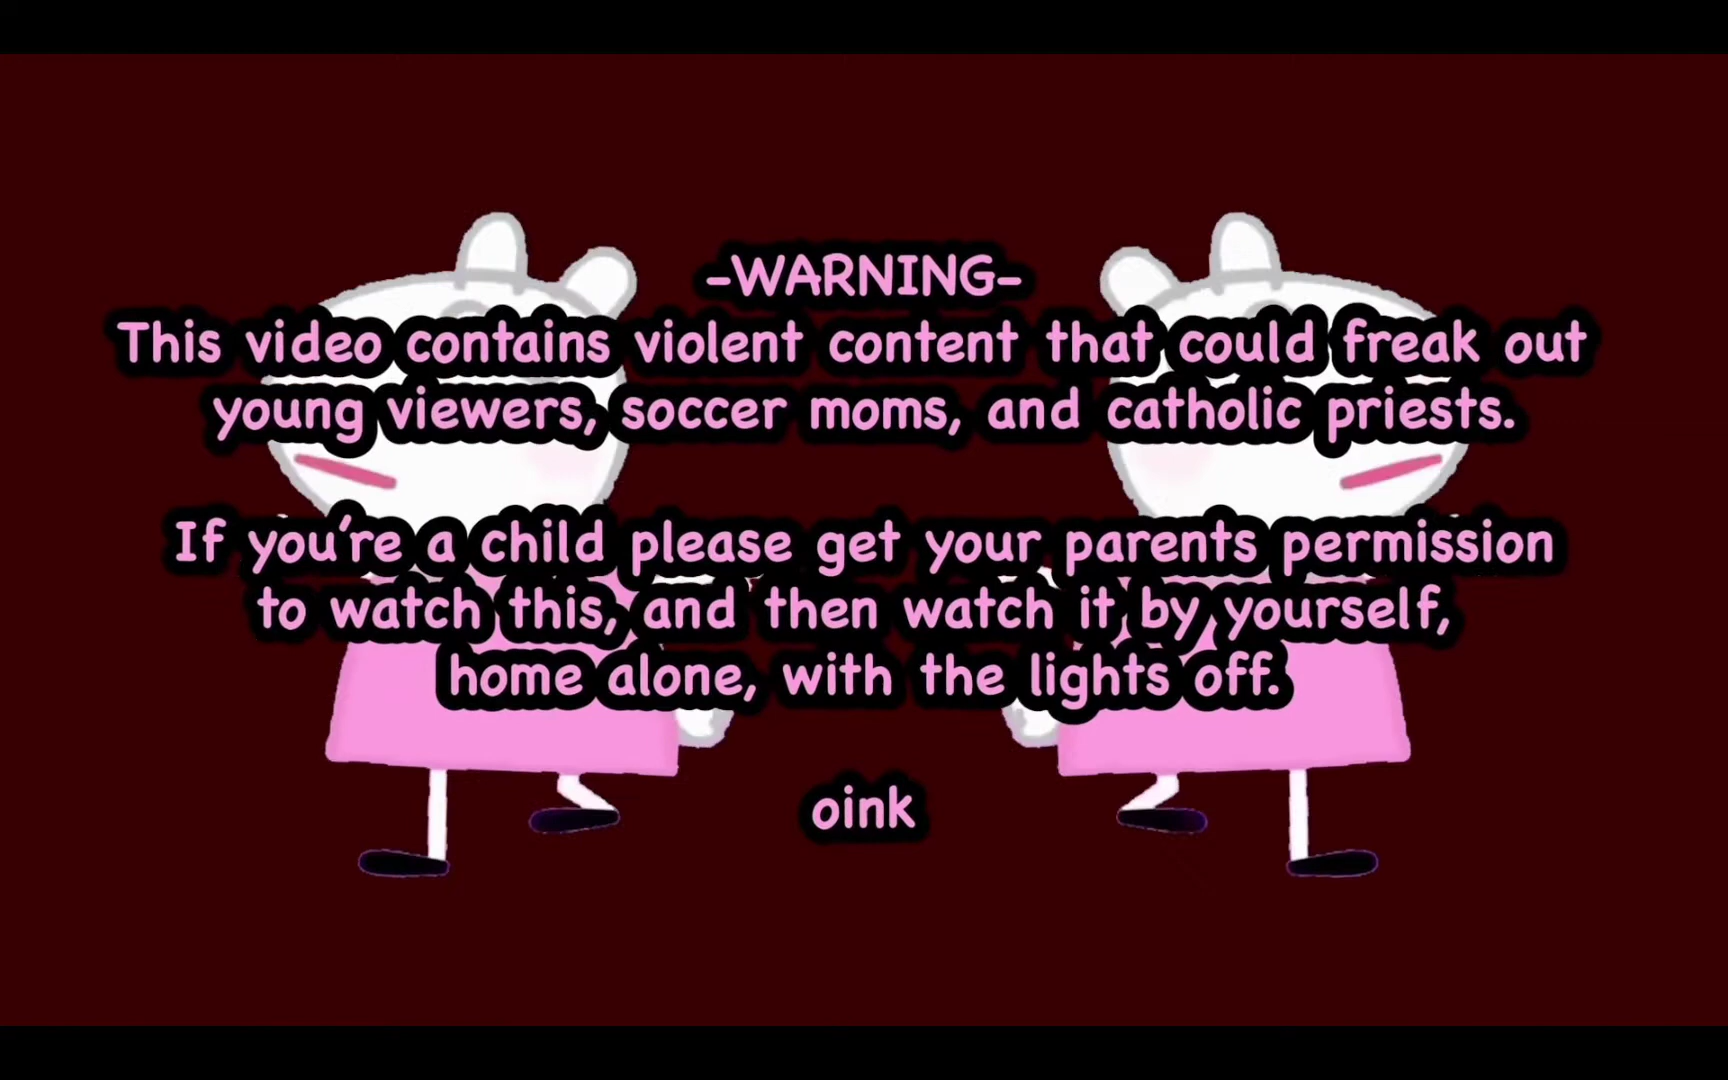 -WARNING-
This video contains violent content that could freak out
young viewers, soccer moms, and catholic priests.
If you're a child please get your parents permission
to watch this, and then watch it by yourself,
home alone, with the lights off.
oink